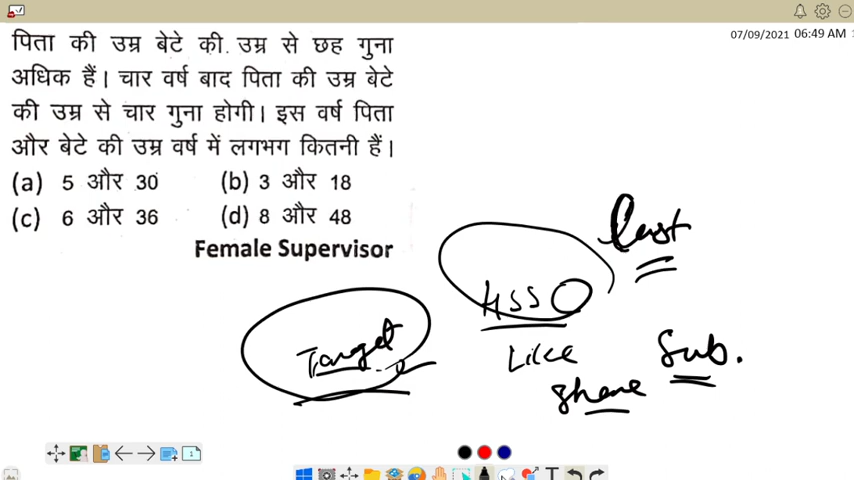 07/09/2021 06:49 AM
पिता की उम्र बेटे की उम्र से छह गुना
अधिक हैं। चार वर्ष बाद पिता की उम्र बेटे
की उम्र से चार गुना होगी। इस वर्ष पिता
और बेटे की उम्र वर्ष में लगभग कितनी हैं।
(a) 5 और 30 (b) 3 और 18
(c) 6 और 36 (d) 8 और 48
Female Supervisor
last
HSSO
Target
Like
Sub.
Share
1
T